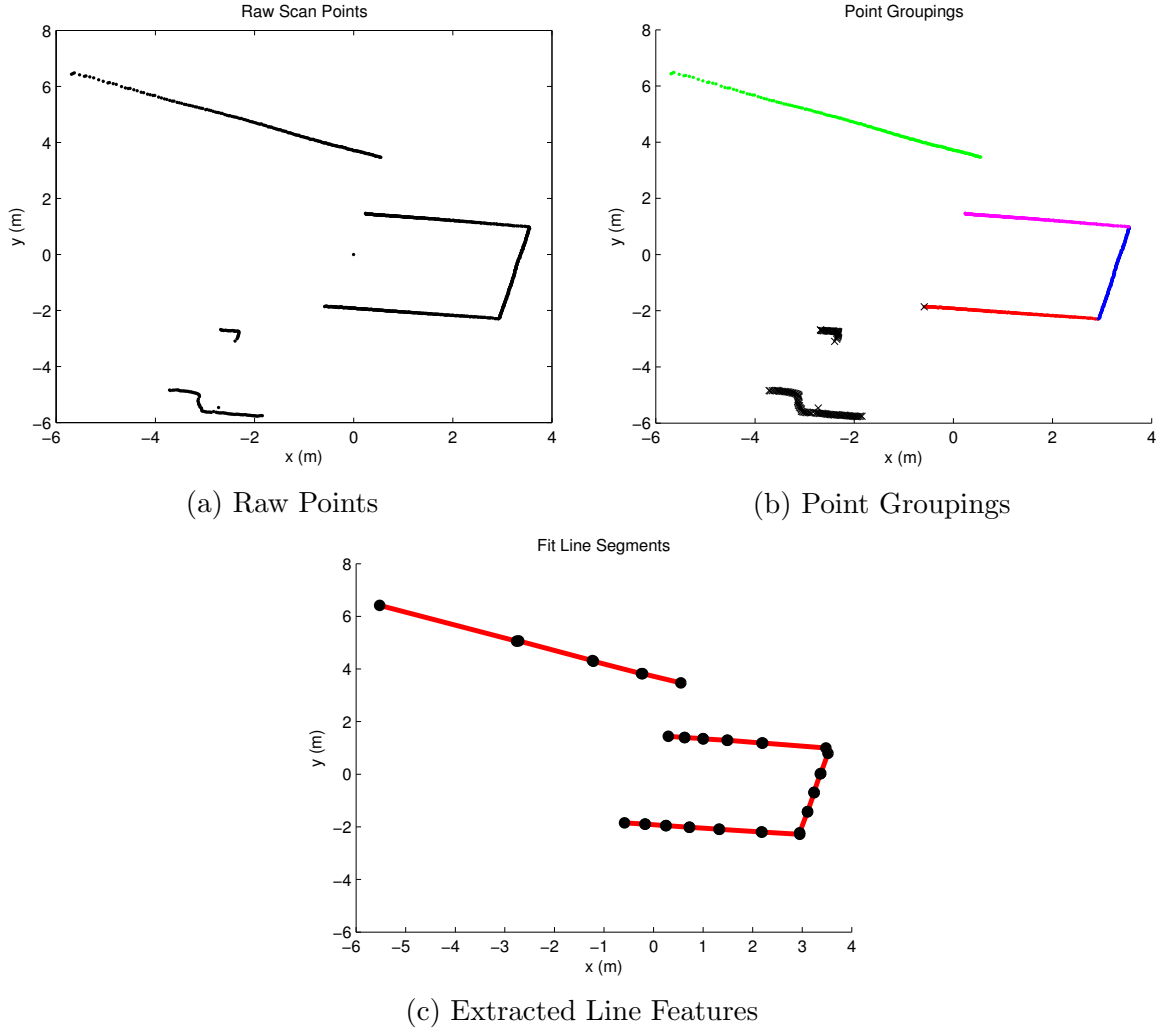 Raw Scan Points
8
6
4
2
0
−2
−4
−6
−6 −4 −2 0 2 4
y (m)
x (m)
(a) Raw Points
Point Groupings
8
6
4
2
0
−2
−4
−6
−6 −4 −2 0 2 4
y (m)
x (m)
(b) Point Groupings
Fit Line Segments
8
6
4
2
0
−2
−4
−6
−6 −5 −4 −3 −2 −1 0 1 2 3 4
y (m)
x (m)
(c) Extracted Line Features